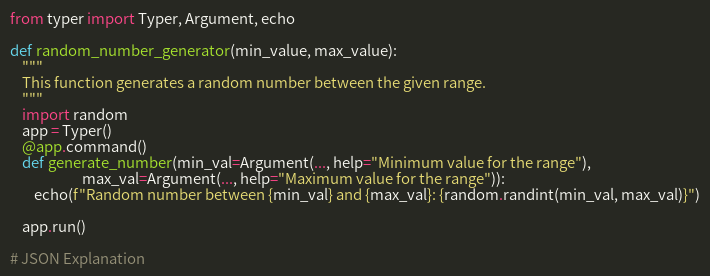 from typer import Typer, Argument, echo
def random_number_generator(min_value, max_value):
"""
This function generates a random number between the given range.
"""
import random
app = Typer()
@app.command()
def generate_number(min_val=Argument(..., help="Minimum value for the range"),
max_val=Argument(..., help="Maximum value for the range")):
echo(f"Random number between {min_val} and {max_val}: {random.randint(min_val, max_val)}")
app.run()
# JSON Explanation